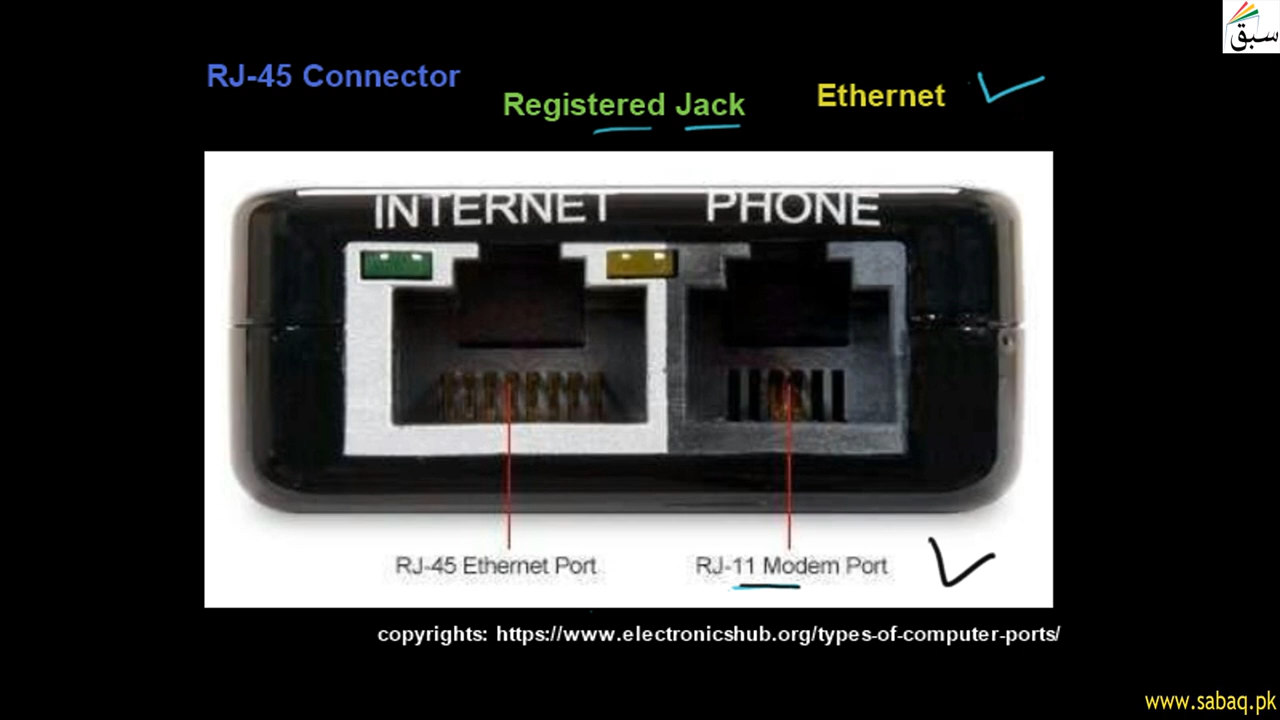 سبق
RJ-45 Connector
Registered Jack
Ethernet
INTERNET
PHONE
RJ-45 Ethernet Port
RJ-11 Modem Port
copyrights: https://www.electronicshub.org/types-of-computer-ports/
www.sabaq.pk